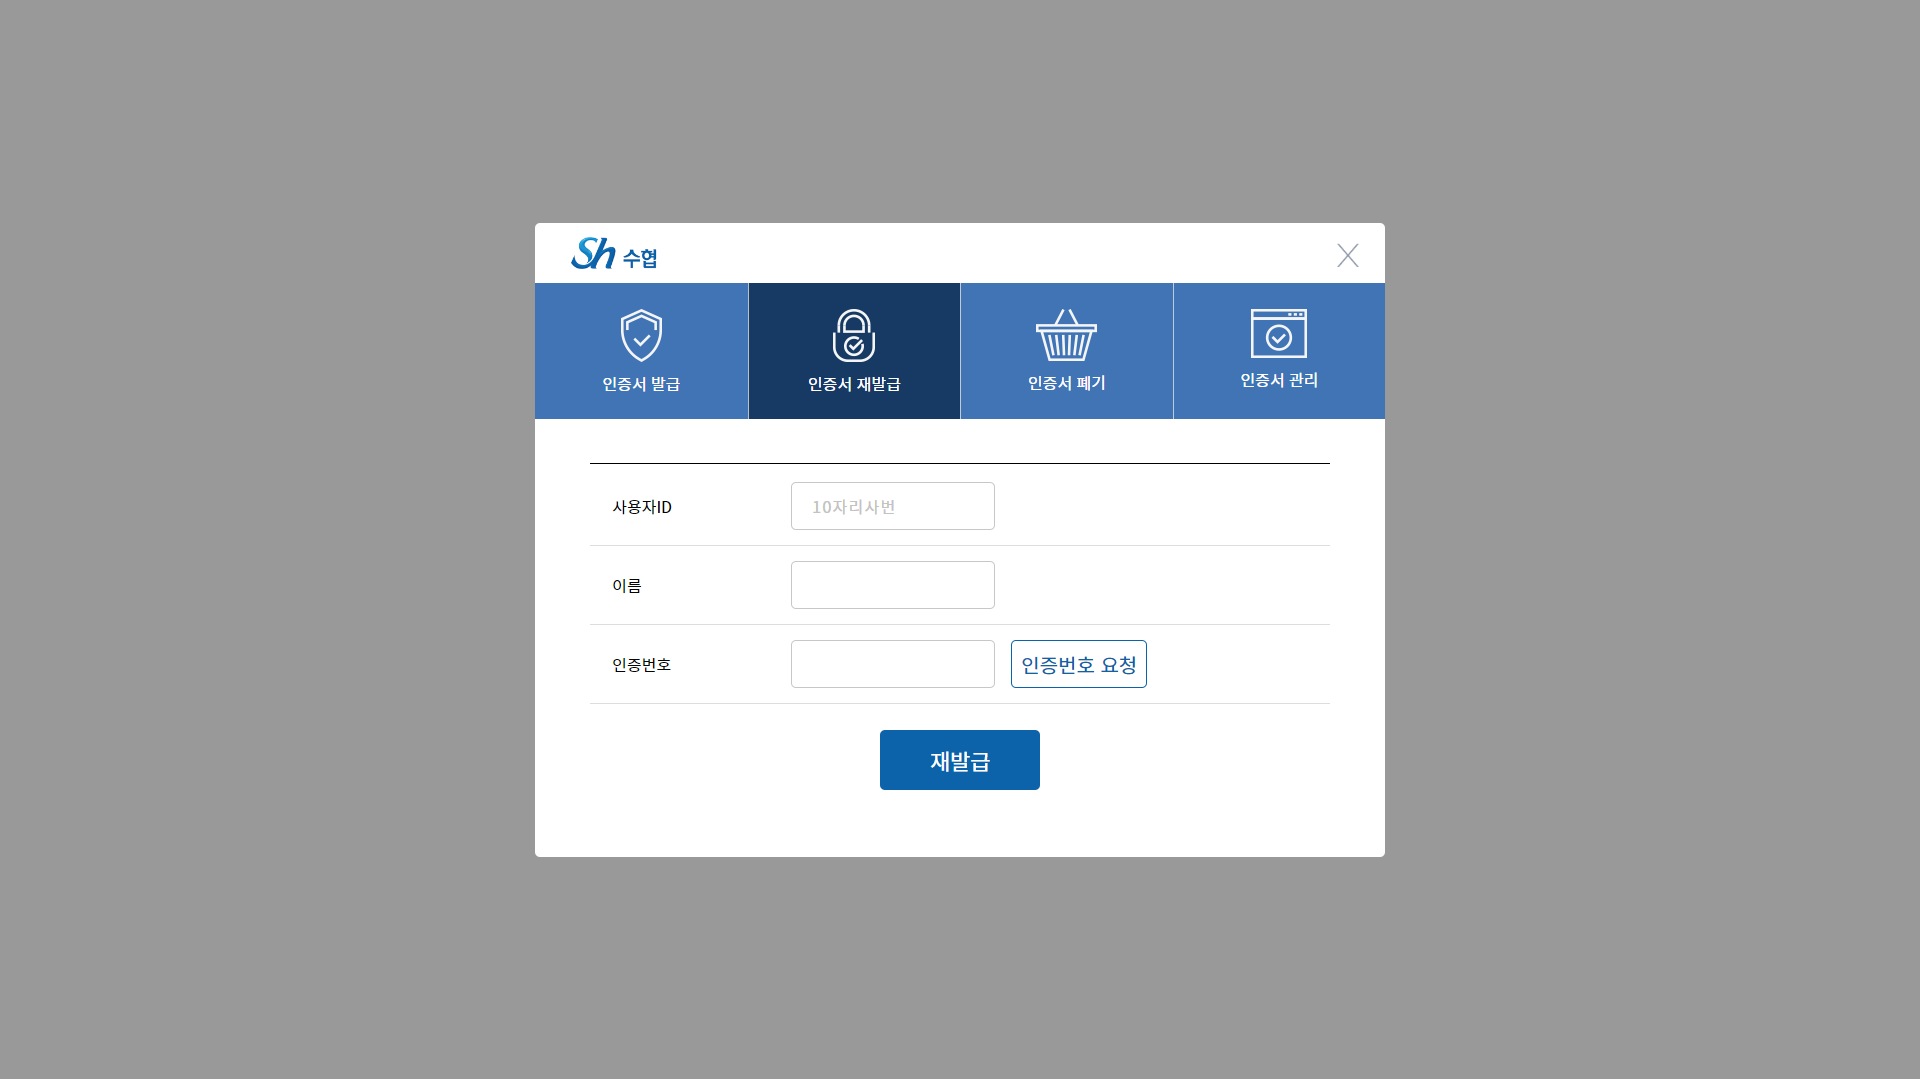 Sh 수협
인증서 발급
인증서 재발급
인증서 폐기
인증서 관리
사용자ID
10자리사번
이름
인증번호
인증번호 요청
재발급